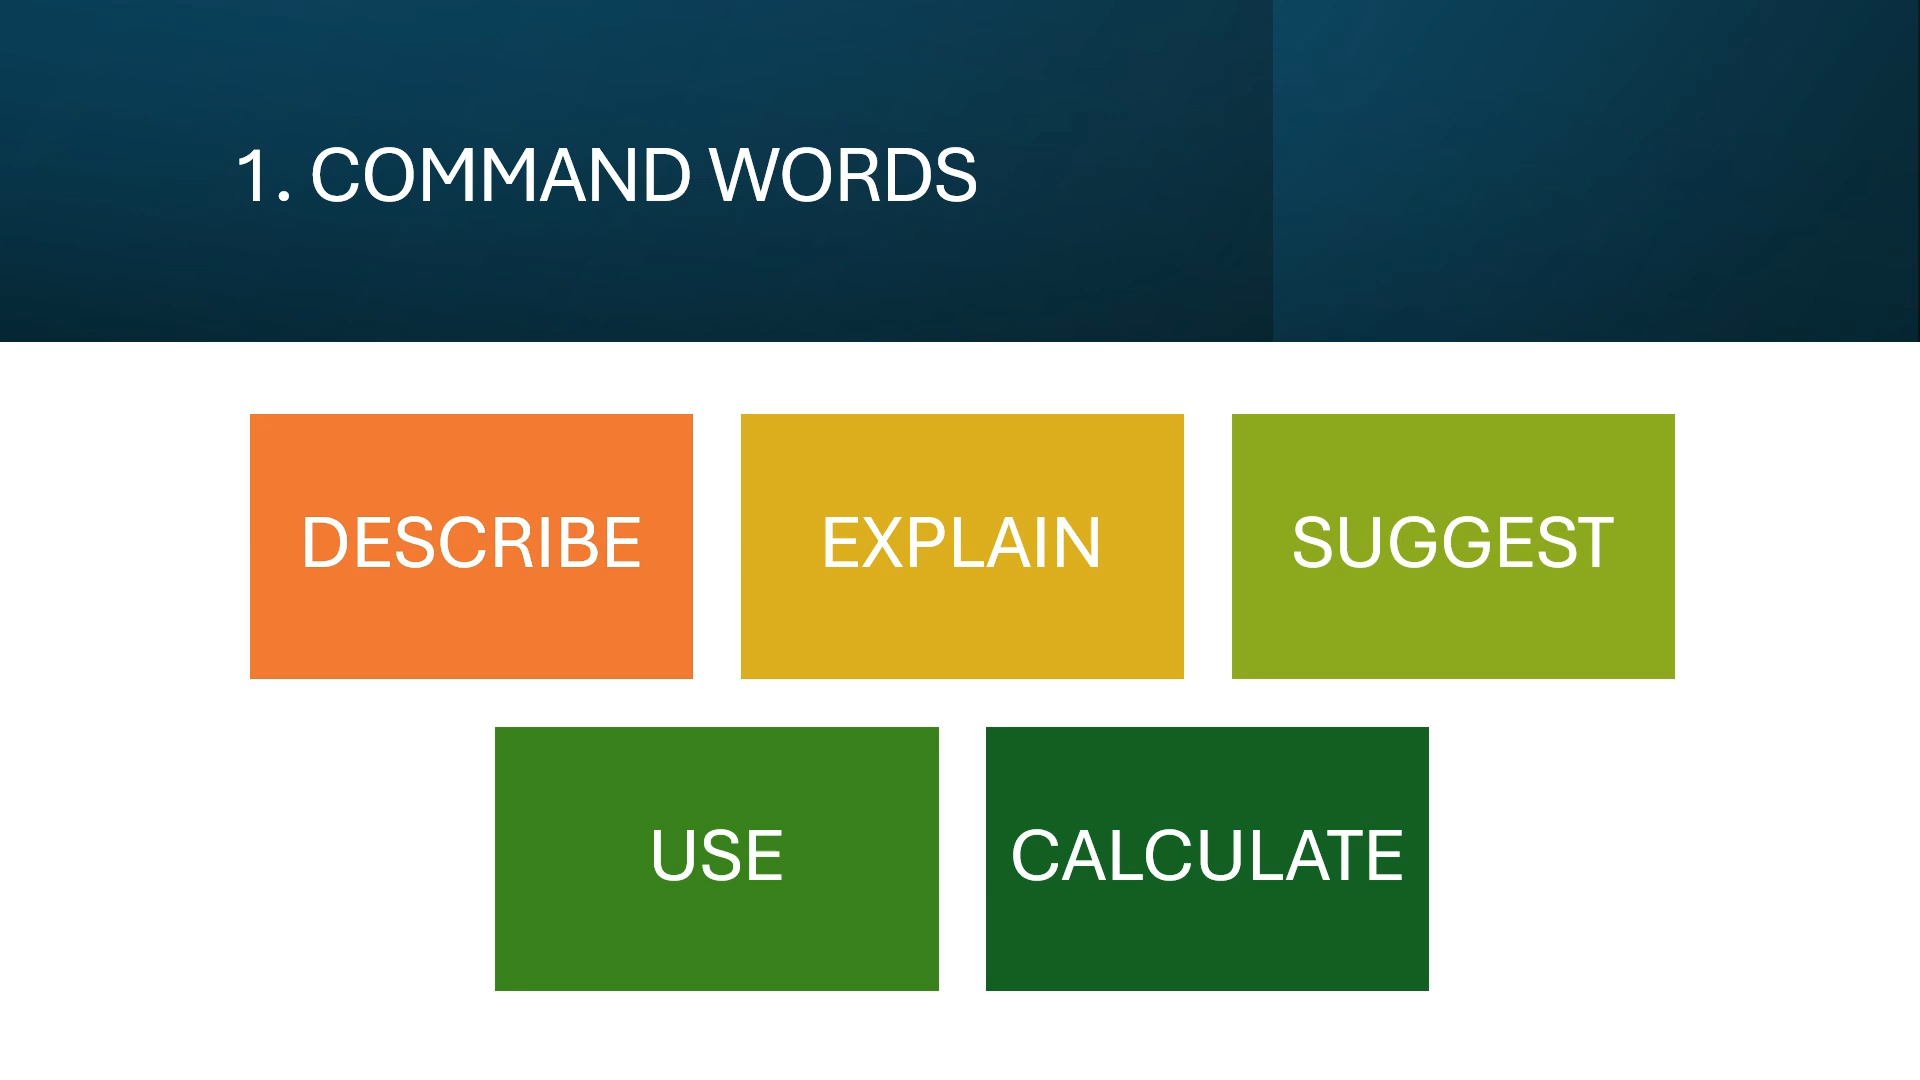 1. COMMAND WORDS
DESCRIBE
EXPLAIN
SUGGEST
USE
CALCULATE